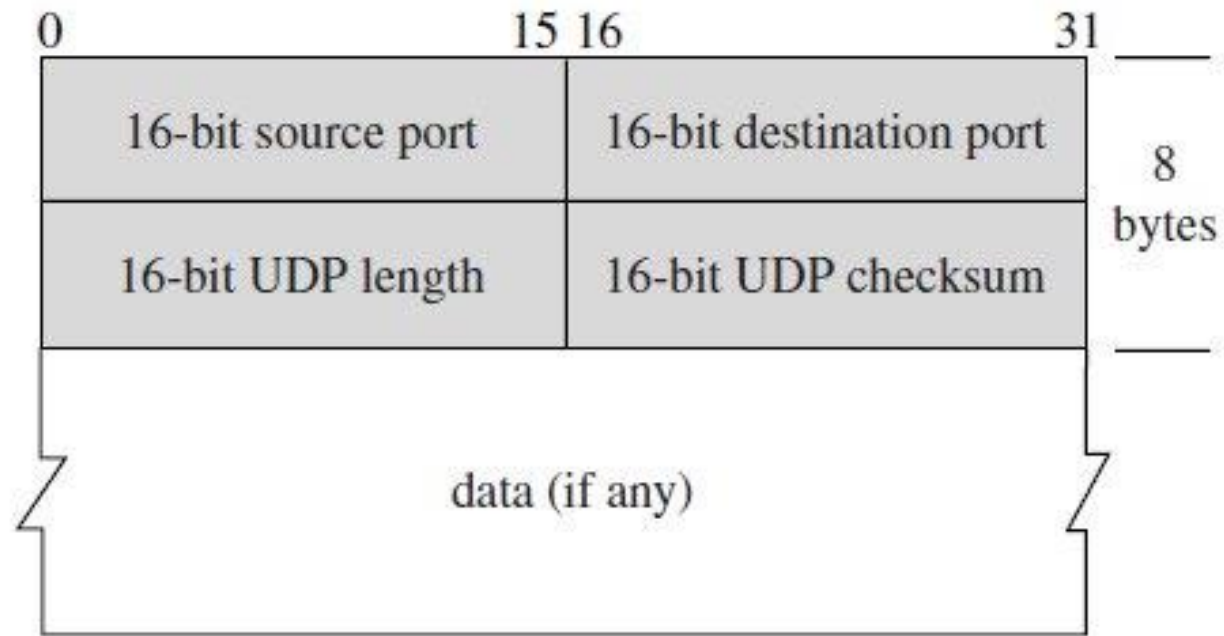 0 15 16 31
16-bit source port 16-bit destination port
8
bytes
16-bit UDP length 16-bit UDP checksum
data (if any)